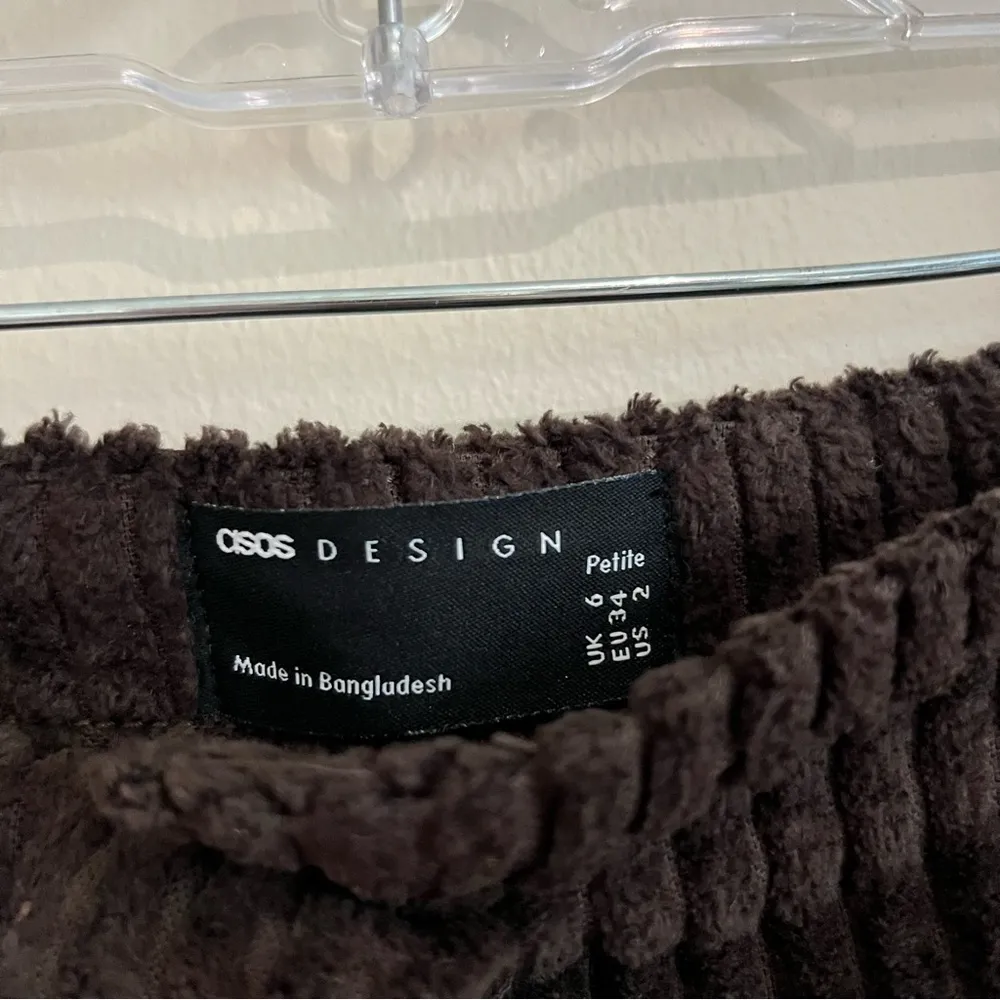 asos DESIGN
Petite
UK 6
EU 34
US 2
Made in Bangladesh